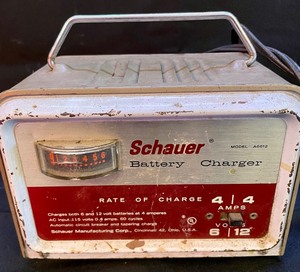 Schauer®
Battery Charger
MODEL
RATE OF CHARGE
4 4
AMPS
VOLTS
6 12
Charges both 6 and 12 volt batteries at 4 amperes
AC input 115 volts 0.9 amps, 60 cycles
Automatic circuit breaker and tapering charge
Schauer Manufacturing Corp., Cincinnati 42, Ohio, U.S.A.